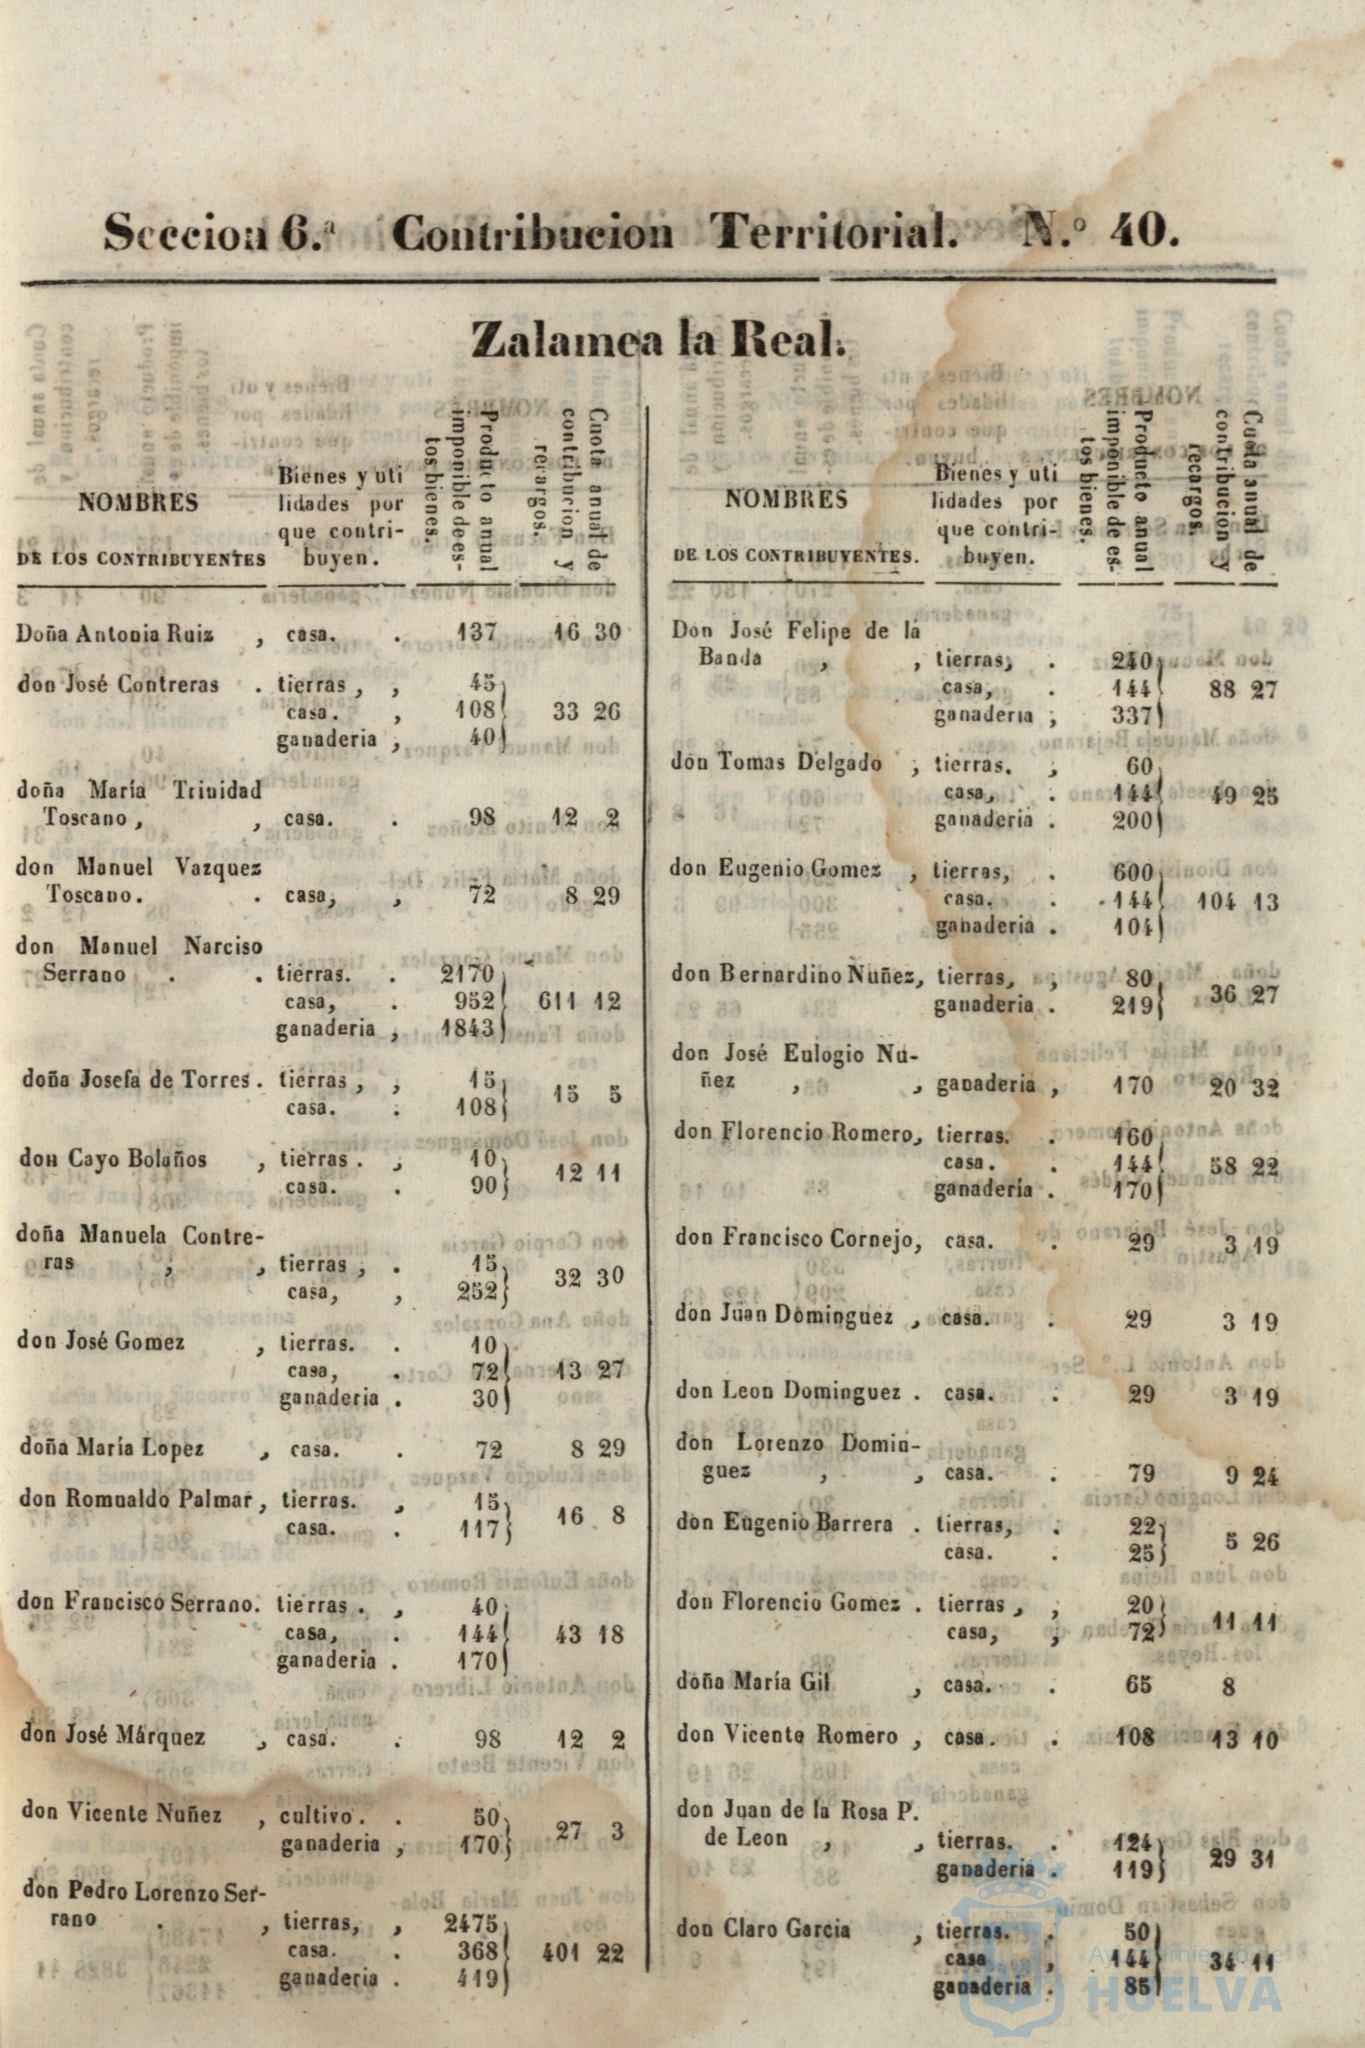 Seccion 6.ª Contribucion Territorial. N.º 40.
Zalamea la Real.
NOMBRES
DE LOS CONTRIBUYENTES
Bienes y uti
lidades por
que contri-
buyen.
Producto anual
imponible de es-
tos bienes.
Cuota anual de
contribucion y
recargos.
Doña Antonia Ruiz , casa. . 137 16 30
don José Contreras . tierras , , 45
casa. , 108 33 26
ganaderia , 40
doña María Trinidad
Toscano , , casa. . 98 12 2
don Manuel Vazquez
Toscano. . casa, , 72 8 29
don Manuel Narciso
Serrano . . tierras. . 2170
casa, . 952 611 12
ganaderia , 1843
doña Josefa de Torres . tierras , , 15
casa. . 108 15 5
don Cayo Bolaños , tierras . , 10
casa. . 90 12 11
doña Manuela Contre-
ras , , tierras , . 15
casa, , 252 32 30
don José Gomez , tierras. . 10
casa, . 72 13 27
ganaderia . 30
doña María Lopez , casa. . 72 8 29
don Romualdo Palmar , tierras. , 15
casa. . 117 16 8
don Francisco Serrano. tierras . , 40
casa, . 144 43 18
ganaderia . 170
don José Márquez , casa. . 98 12 2
don Vicente Nuñez , cultivo . . 50
ganaderia , 170 27 3
don Pedro Lorenzo Ser-
rano . , tierras, , 2475
casa. . 368 401 22
ganaderia . 419
NOMBRES
DE LOS CONTRIBUYENTES.
Bienes y uti
lidades por
que contri-
buyen.
Producto anual
imponible de es-
tos bienes.
Cuota anual de
contribucion y
recargos.
Don José Felipe de la
Banda , , tierras, . 240
casa, . 144 88 27
ganaderia , 337
don Tomas Delgado , tierras. , 60
casa, . 144 49 25
ganaderia . 200
don Eugenio Gomez , tierras, . 600
casa. . 144 104 13
ganaderia . 104
don Bernardino Nuñez, tierras, , 80
ganaderia . 219 36 27
don José Eulogio Nu-
ñez , , ganaderia , 170 20 32
don Florencio Romero, tierras. . 160
casa. . 144 58 22
ganadería . 170
don Francisco Cornejo, casa. . 29 3 19
don Juan Dominguez , casa. . 29 3 19
don Leon Dominguez . casa. . 29 3 19
don Lorenzo Domin-
guez , , casa. . 79 9 24
don Eugenio Barrera . tierras, . 22
casa. . 25 5 26
don Florencio Gomez . tierras , , 20
casa, , 72 11 11
doña María Gil , casa. . 65 8
don Vicente Romero , casa. . 108 13 10
don Juan de la Rosa P.
de Leon , , tierras. . 124
ganaderia . 119 29 31
don Claro Garcia , tierras. . 50
casa , 144 34 11
ganaderia . 85
Ayuntamiento de
HUELVA